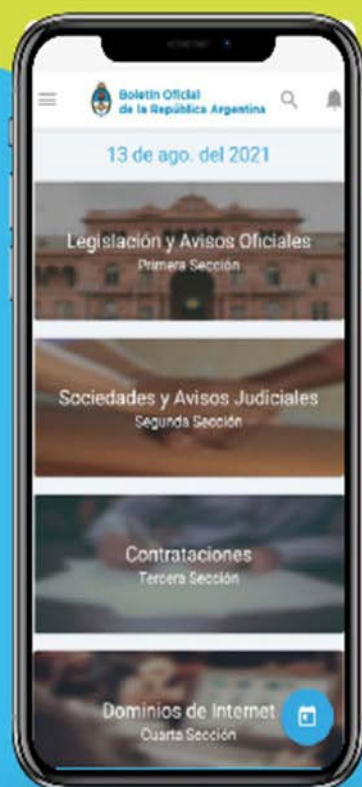 Boletín Oficial
de la República Argentina
13 de ago. del 2021
Legislación y Avisos Oficiales
Primera Sección
Sociedades y Avisos Judiciales
Segunda Sección
Contrataciones
Tercera Sección
Dominios de Internet
Cuarta Sección